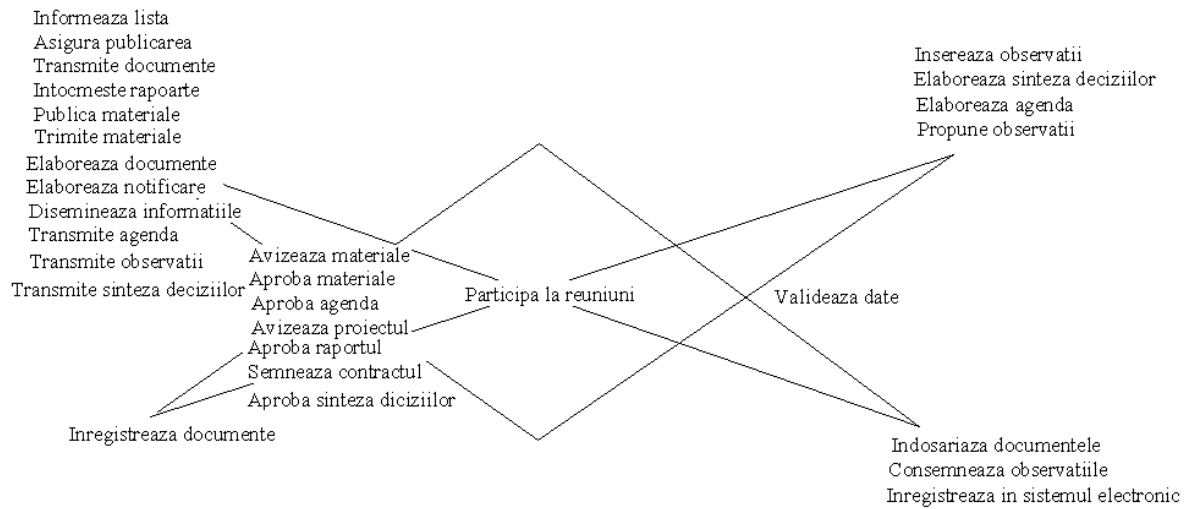 Informeaza lista
Asigura publicarea
Transmite documente
Intocmeste rapoarte
Publica materiale
Trimite materiale
Elaboreaza documente
Elaboreaza notificare
Disemineaza informatiile
Transmite agenda
Transmite observatii
Transmite sinteza deciziilor
Avizeaza materiale
Aproba materiale
Aproba agenda
Avizeaza proiectul
Aproba raportul
Semneaza contractul
Aproba sinteza diciziilor
Inregistreaza documente
Participa la reuniuni
Valideaza date
Insereaza observatii
Elaboreaza sinteza deciziilor
Elaboreaza agenda
Propune observatii
Indosariaza documentele
Consemneaza observatiile
Inregistreaza in sistemul electronic